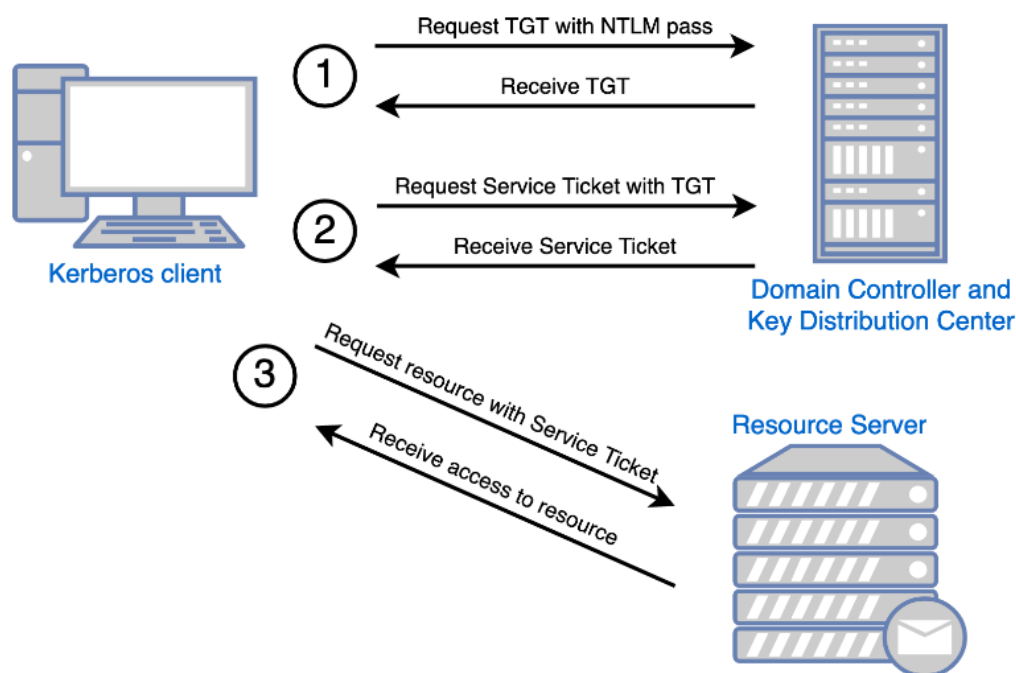 Request TGT with NTLM pass
1
Receive TGT
Request Service Ticket with TGT
2
Receive Service Ticket
Kerberos client
Domain Controller and
Key Distribution Center
3
Request resource with Service Ticket
Receive access to resource
Resource Server